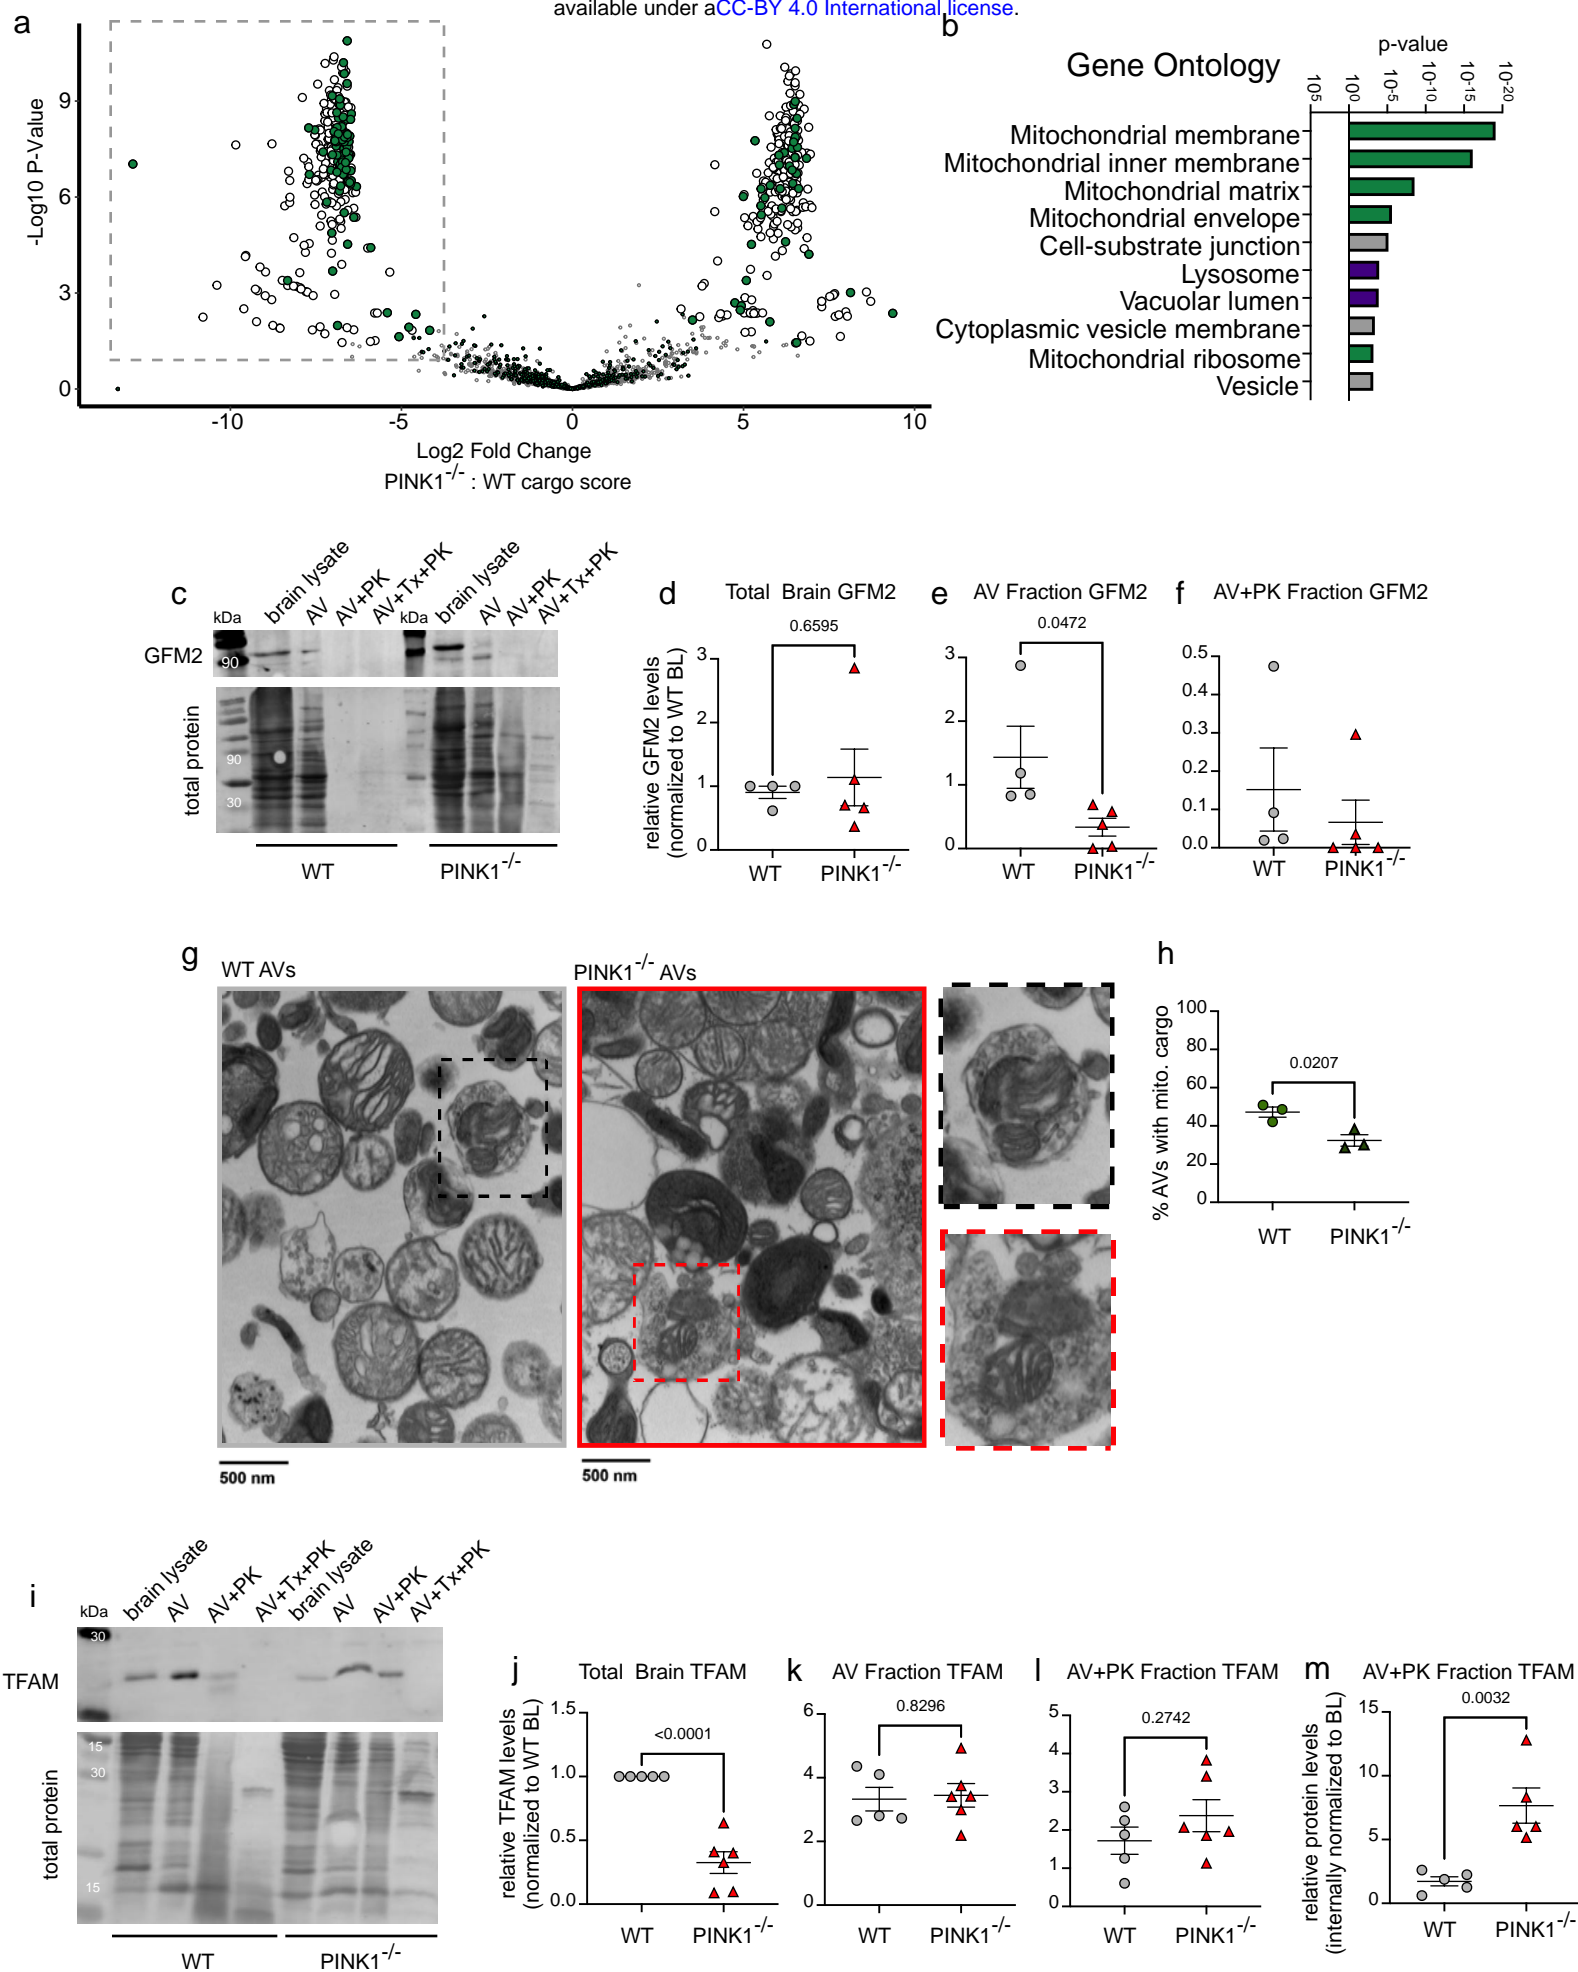 available under aCC-BY 4.0 International license.
a
-Log10 P-Value
9
6
3
0
-10
-5
0
5
10
Log2 Fold Change
PINK1-/- : WT cargo score
b
Gene Ontology
p-value
10^5
10^0
10^-5
10^-10
10^-15
10^-20
Mitochondrial membrane
Mitochondrial inner membrane
Mitochondrial matrix
Mitochondrial envelope
Cell-substrate junction
Lysosome
Vacuolar lumen
Cytoplasmic vesicle membrane
Mitochondrial ribosome
Vesicle
c
kDa
brain lysate
AV
AV+PK
AV+Tx+PK
kDa
brain lysate
AV
AV+PK
AV+Tx+PK
GFM2
90
total protein
90
30
WT
PINK1-/-
d
Total Brain GFM2
0.6595
relative GFM2 levels
(normalized to WT BL)
3
2
1
0
WT
PINK1-/-
e
AV Fraction GFM2
0.0472
3
2
1
0
WT
PINK1-/-
f
AV+PK Fraction GFM2
0.5
0.4
0.3
0.2
0.1
0.0
WT
PINK1-/-
g
WT AVs
PINK1-/- AVs
500 nm
500 nm
h
% AVs with mito. cargo
100
80
60
40
20
0
0.0207
WT
PINK1-/-
i
kDa
brain lysate
AV
AV+PK
AV+Tx+PK
brain lysate
AV
AV+PK
AV+Tx+PK
30
TFAM
total protein
15
30
15
WT
PINK1-/-
j
Total Brain TFAM
relative TFAM levels
(normalized to WT BL)
1.5
1.0
0.5
0.0
<0.0001
WT
PINK1-/-
k
AV Fraction TFAM
6
4
2
0
0.8296
WT
PINK1-/-
l
AV+PK Fraction TFAM
5
4
3
2
1
0
0.2742
WT
PINK1-/-
m
AV+PK Fraction TFAM
relative protein levels
(internally normalized to BL)
15
10
5
0
0.0032
WT
PINK1-/-